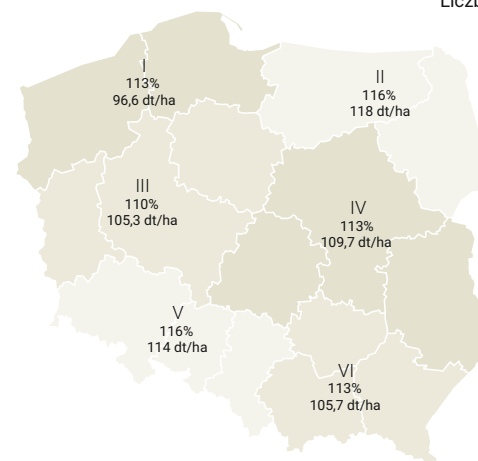 Liczb
I
113%
96,6 dt/ha
II
116%
118 dt/ha
III
110%
105,3 dt/ha
IV
113%
109,7 dt/ha
V
116%
114 dt/ha
VI
113%
105,7 dt/ha